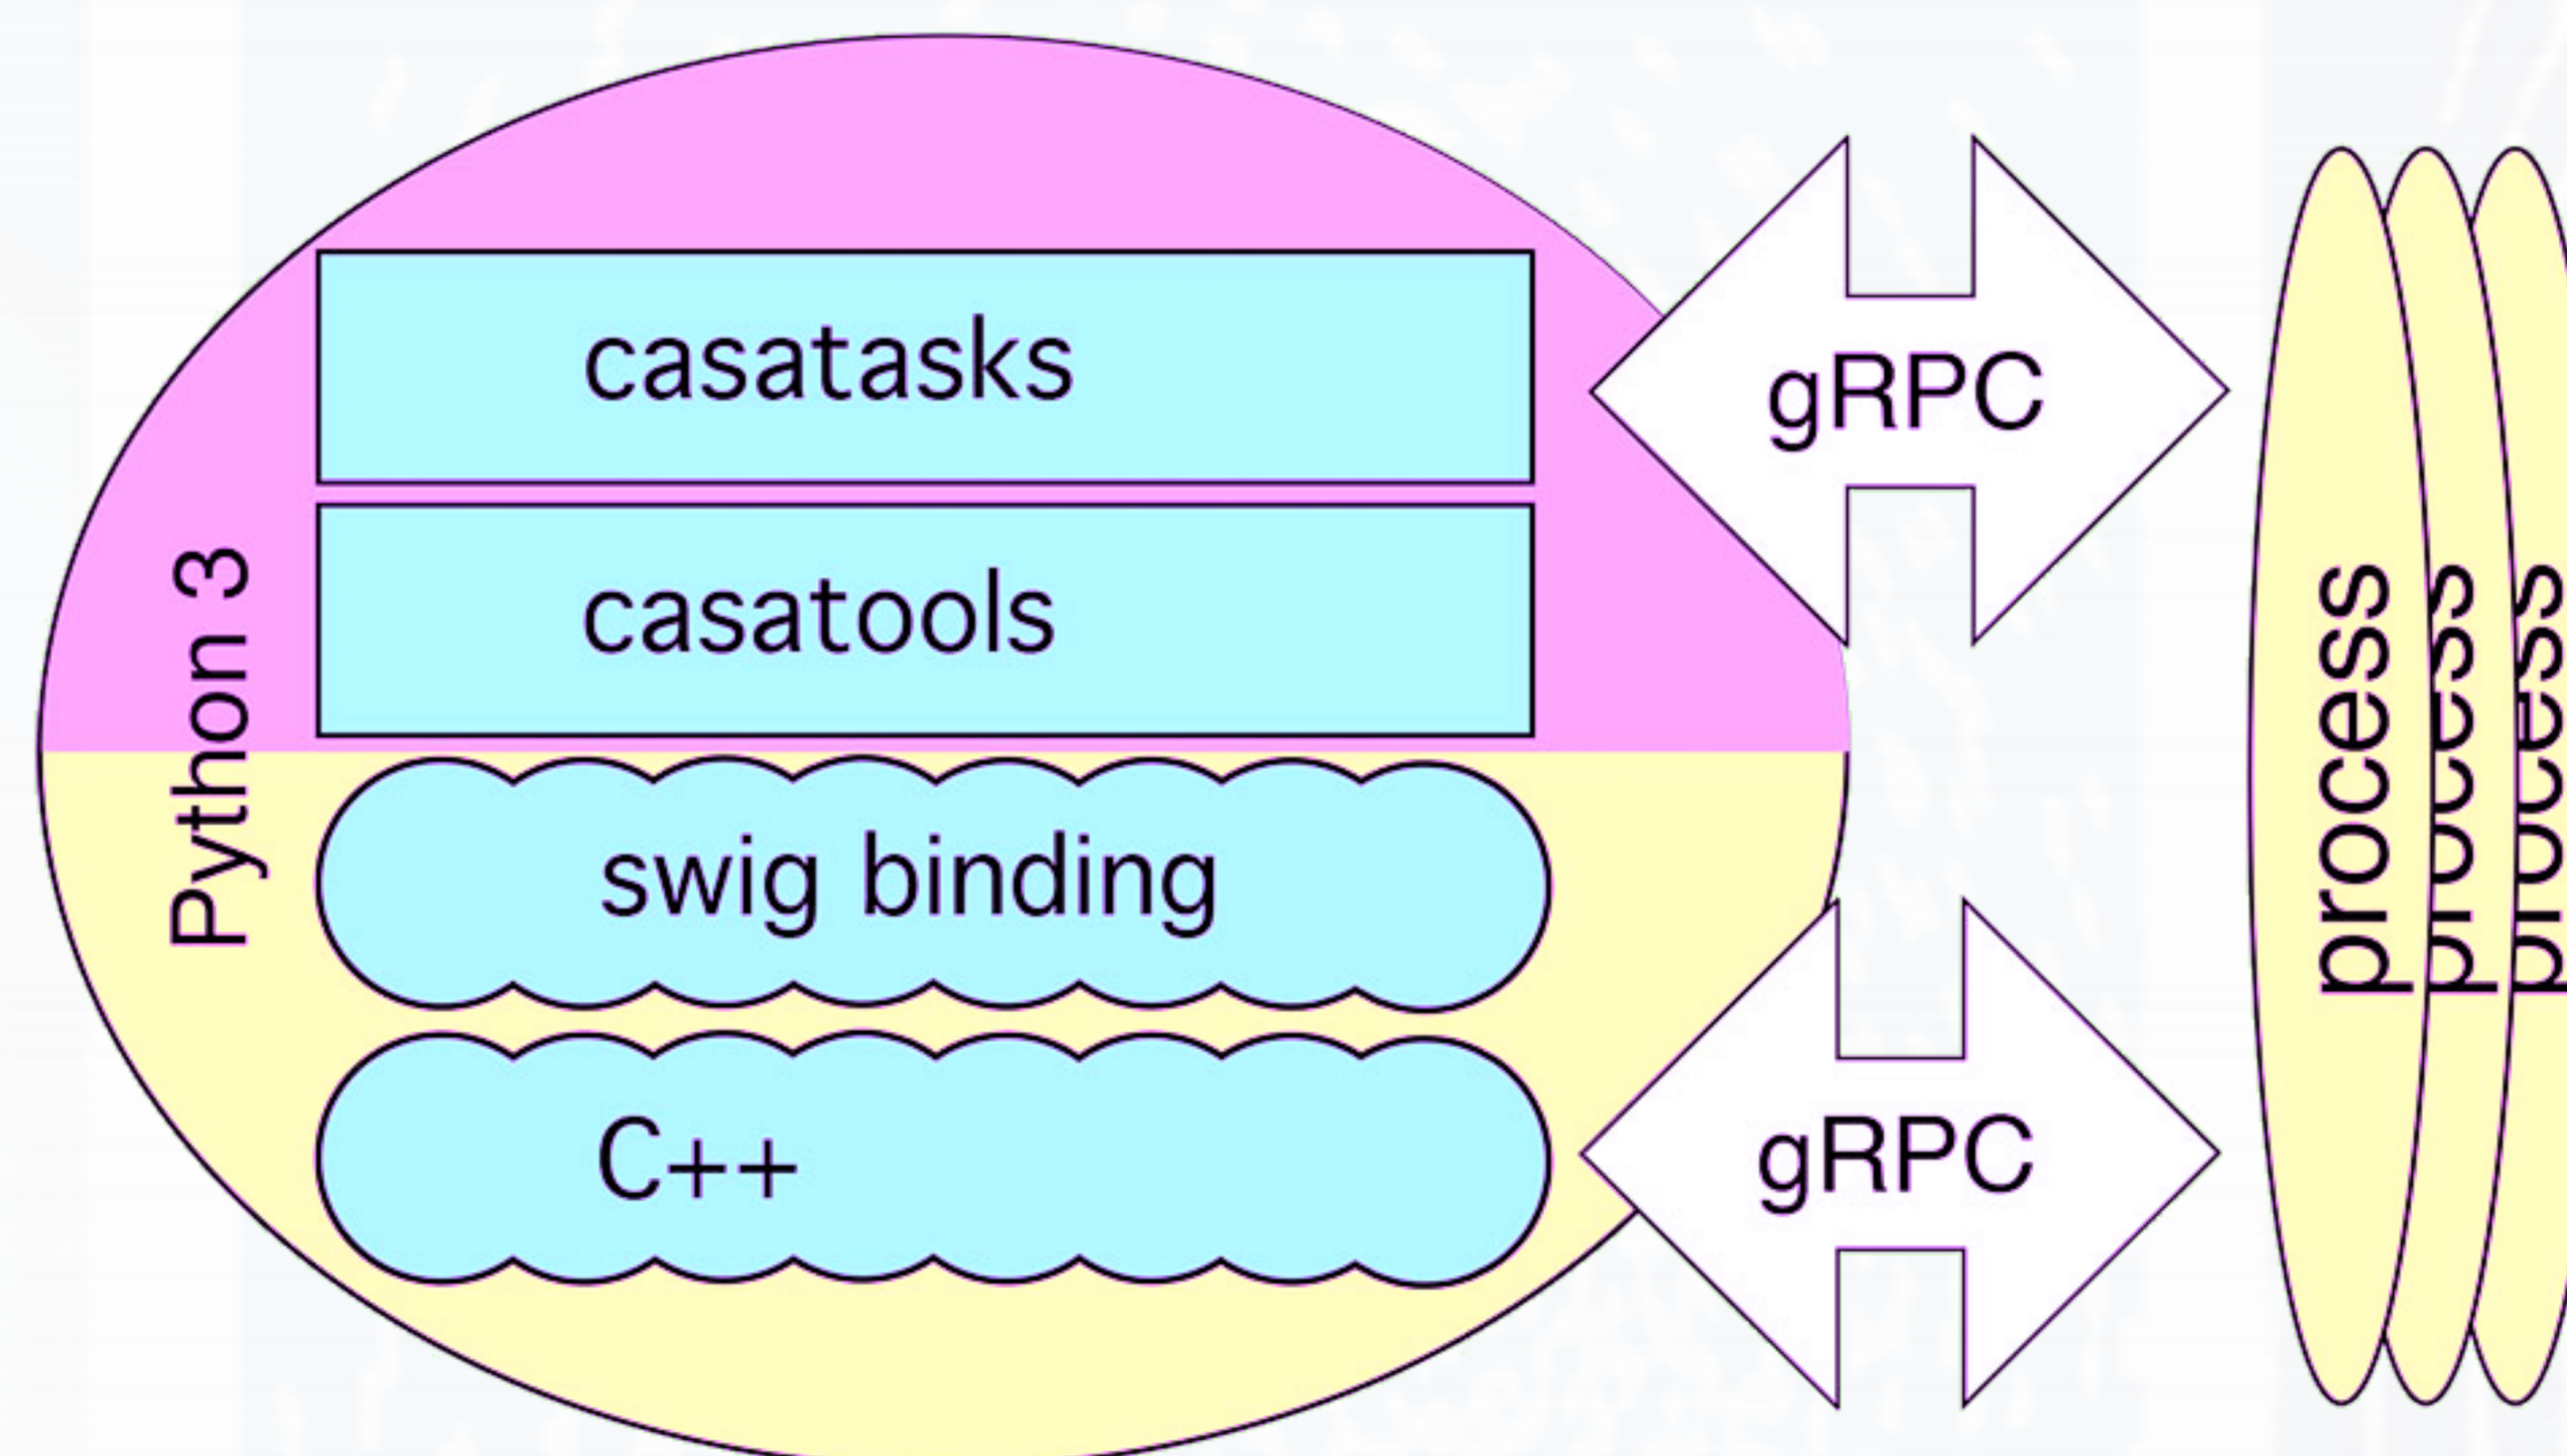 Python 3
casatasks
casatools
swig binding
C++
gRPC
gRPC
process
process
process